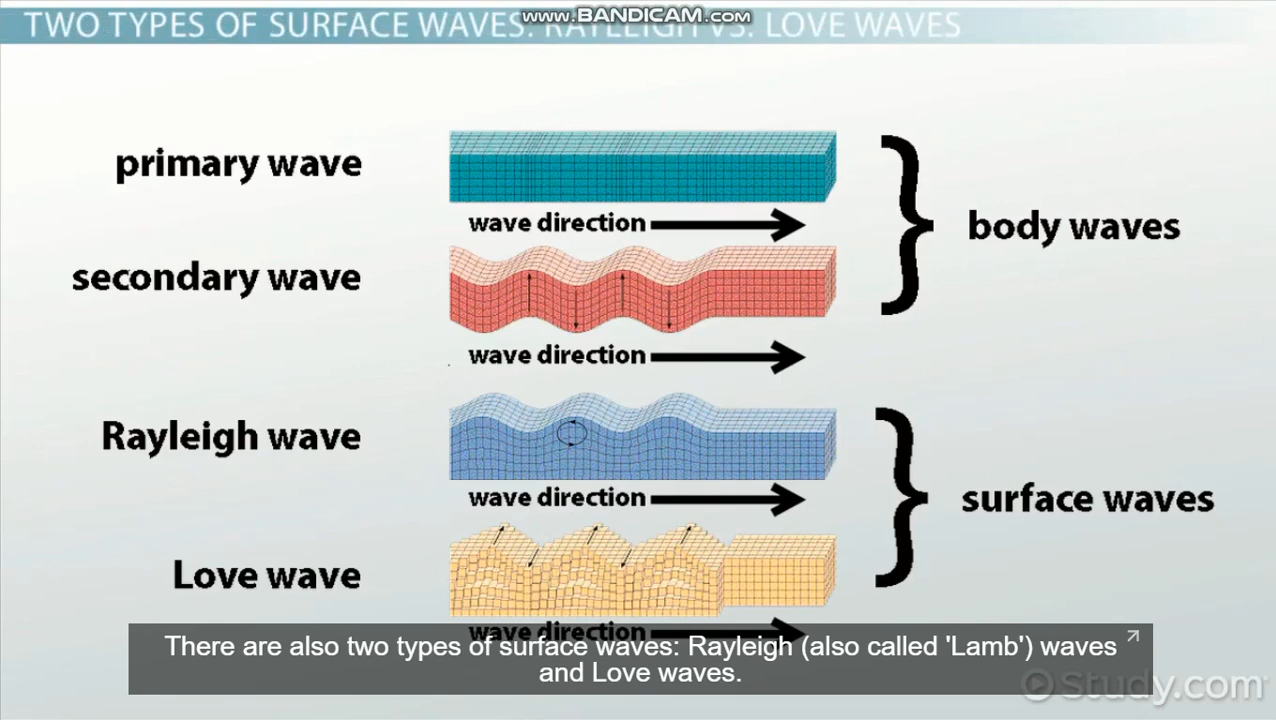 www.BANDICAM.com
TWO TYPES OF SURFACE WAVES: RAYLEIGH VS. LOVE WAVES
primary wave
wave direction
body waves
secondary wave
wave direction
Rayleigh wave
wave direction
surface waves
Love wave
wave direction
There are also two types of surface waves: Rayleigh (also called 'Lamb') waves
and Love waves.
Study.com